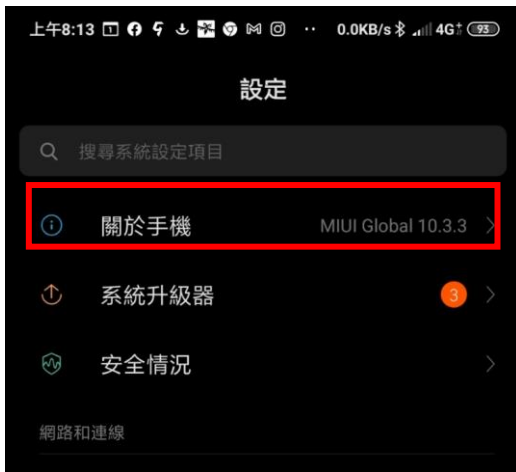 上午8:13 0.0KB/s 4G+ 93
設定
搜尋系統設定項目
關於手機 MIUI Global 10.3.3
系統升級器 3
安全情況
網路和連線